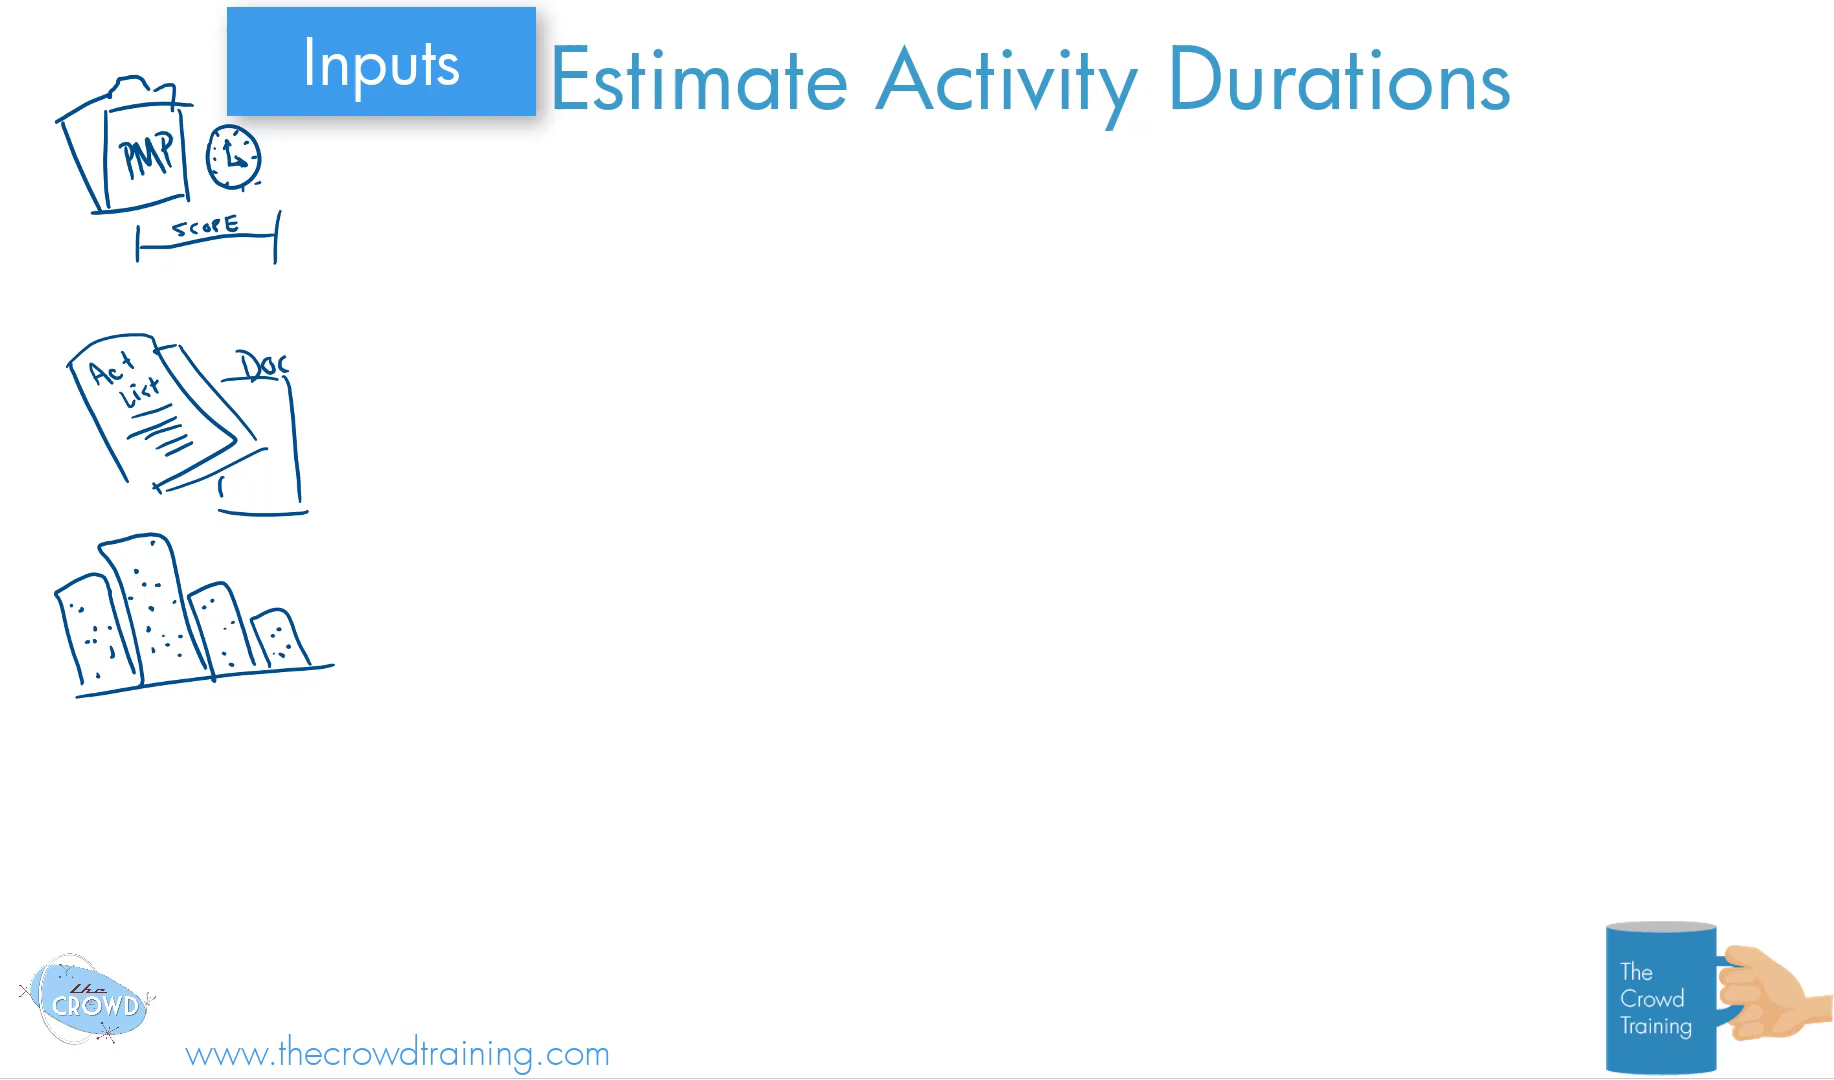 Inputs
Estimate Activity Durations
PMP
SCOPE
Act
List
Doc
the
CROWD
www.thecrowdtraining.com
The
Crowd
Training